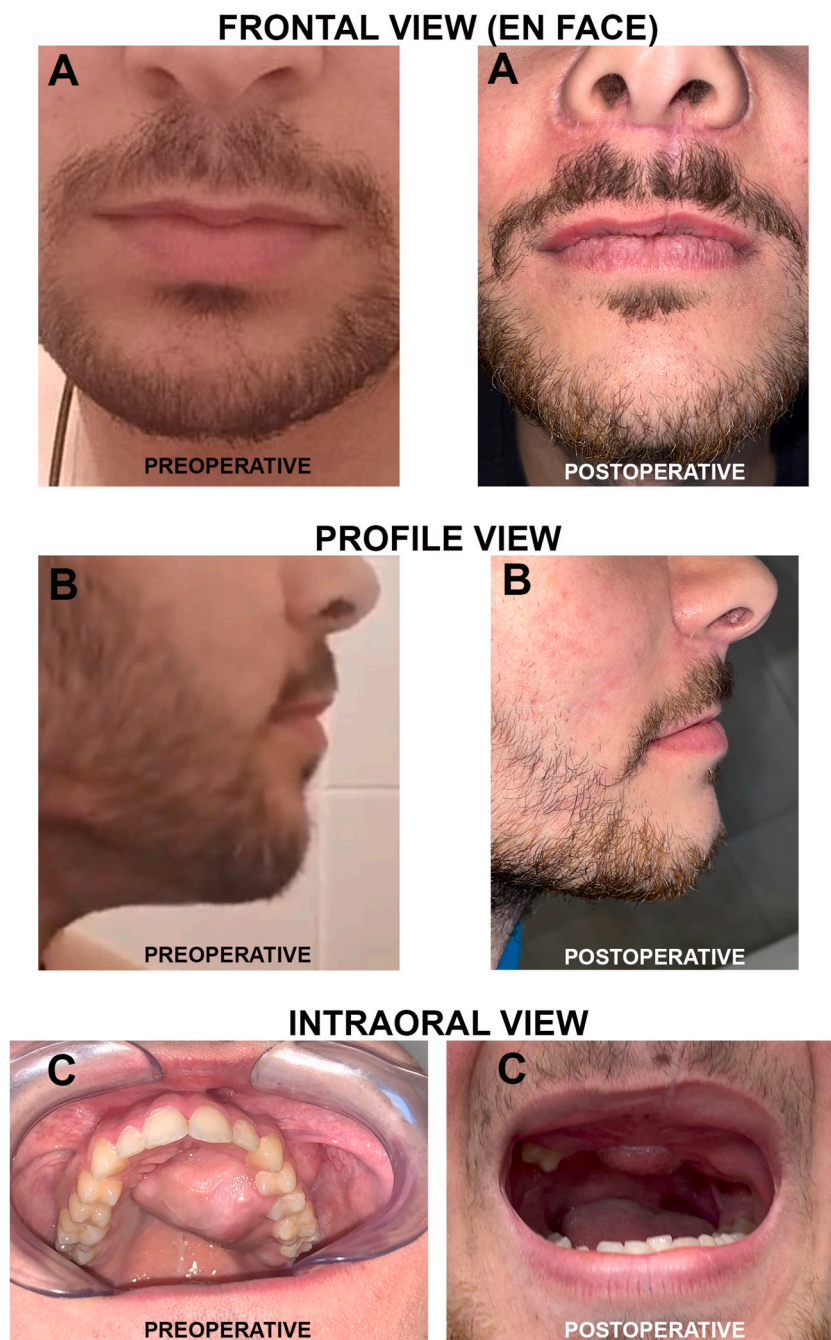 FRONTAL VIEW (EN FACE)
A
A
PREOPERATIVE
POSTOPERATIVE
PROFILE VIEW
B
B
PREOPERATIVE
POSTOPERATIVE
INTRAORAL VIEW
C
C
PREOPERATIVE
POSTOPERATIVE